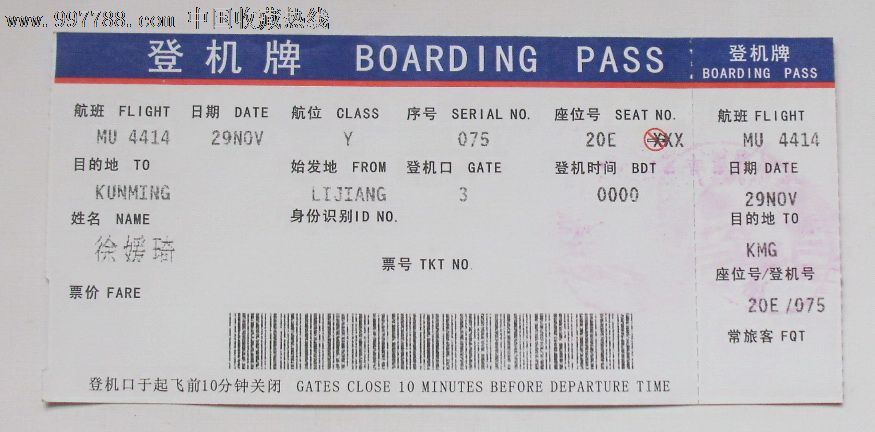 www.997788.com 中国收藏热线
登机牌 BOARDING PASS
航班 FLIGHT 日期 DATE 航位 CLASS 序号 SERIAL NO. 座位号 SEAT NO.
MU 4414 29NOV Y 075 20E XXX
目的地 TO 始发地 FROM 登机口 GATE 登机时间 BDT
KUNMING LIJIANG 3 0000
姓名 NAME 身份识别ID NO.
徐媛琦
票号 TKT NO.
票价 FARE
登机口于起飞前10分钟关闭 GATES CLOSE 10 MINUTES BEFORE DEPARTURE TIME
登机牌
BOARDING PASS
航班 FLIGHT
MU 4414
日期 DATE
29NOV
目的地 TO
KMG
座位号/登机号
20E /075
常旅客 FQT